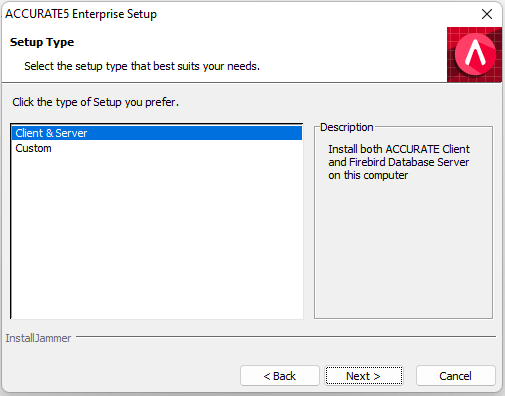 ACCURATE5 Enterprise Setup
Setup Type
Select the setup type that best suits your needs.
Click the type of Setup you prefer.
Client & Server
Custom
Description
Install both ACCURATE Client
and Firebird Database Server
on this computer
InstallJammer
< Back
Next >
Cancel